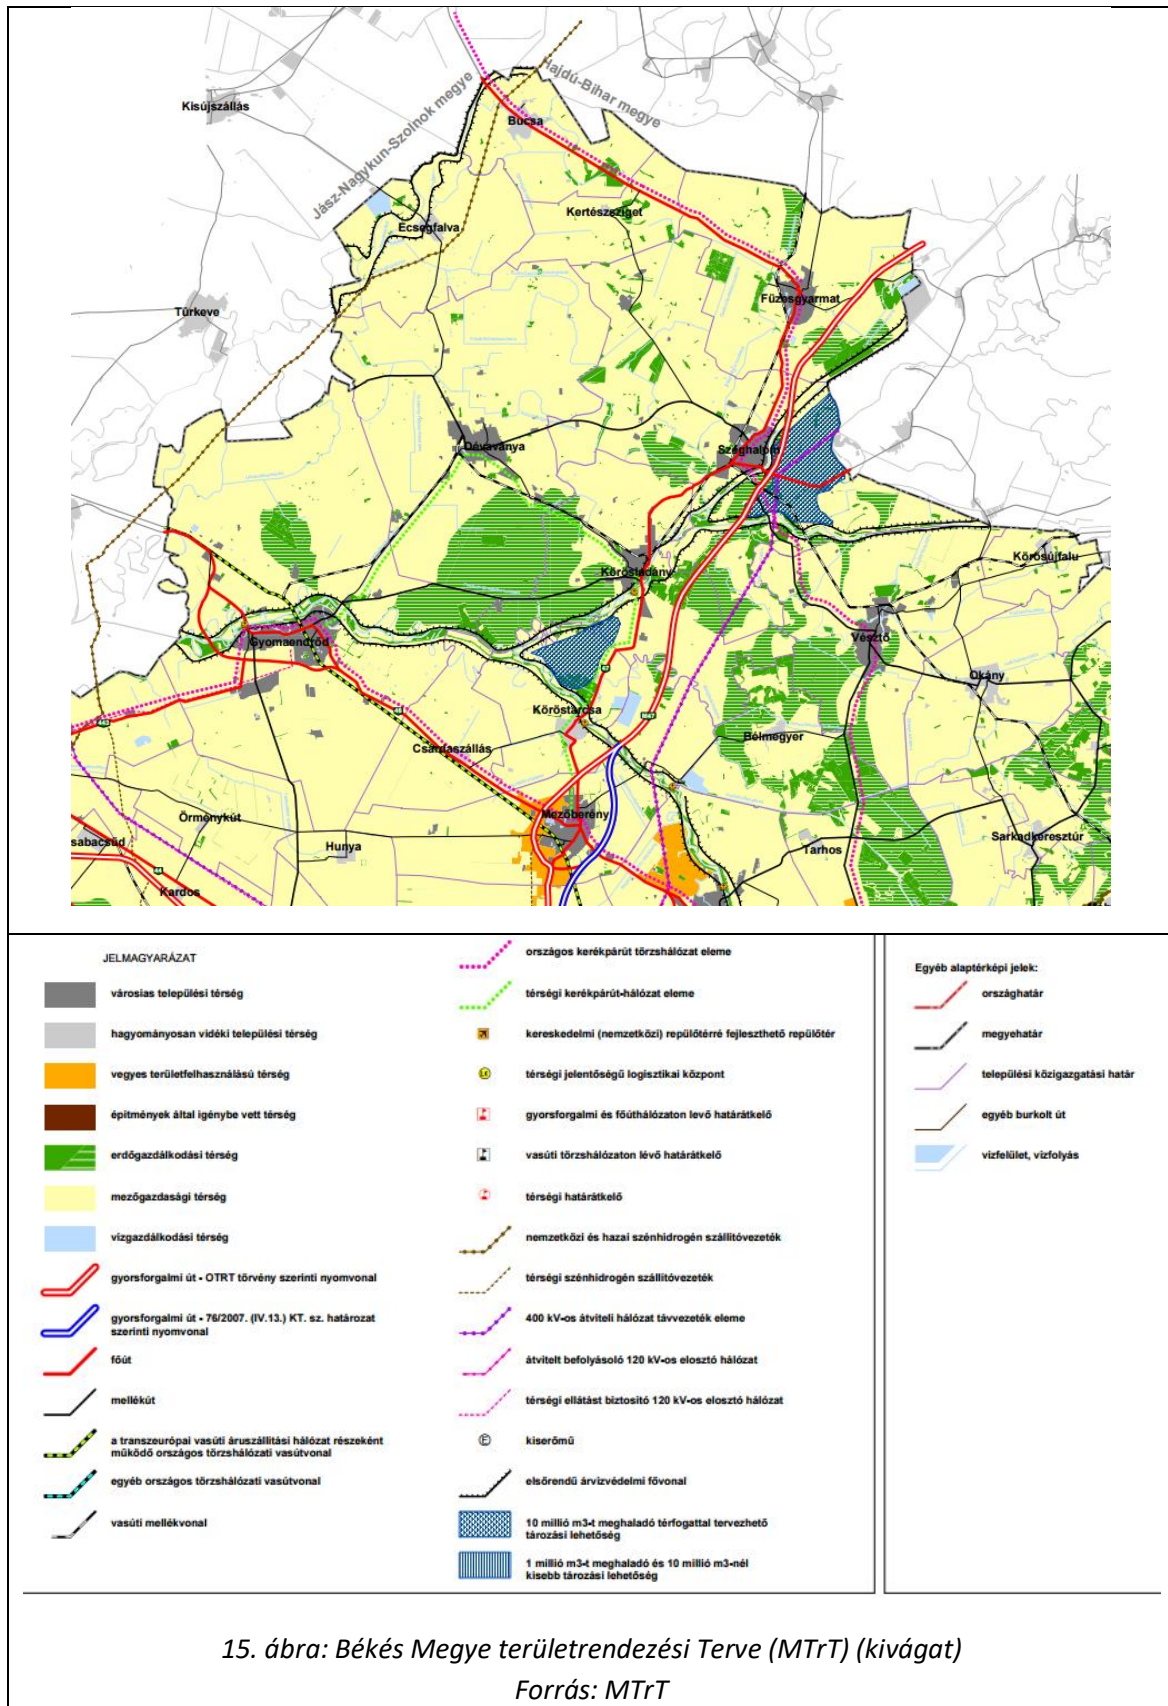 Hajdú-Bihar megye
Jász-Nagykun-Szolnok megye
Kisújszállás
Bucsa
Kertészsziget
Ecsegfalva
Füzesgyarmat
Túrkeve
Dévaványa
Szeghalom
Körösladány
Körösújfalu
Gyomaendrőd
Vésztő
Okány
Köröstarcsa
Bélmegyer
Csárdaszállás
M47
Mezőberény
Örménykút
Hunya
Tarhos
Sarkadkeresztúr
sabacsűd
Kardos
JELMAGYARÁZAT
városias települési térség
hagyományosan vidéki települési térség
vegyes területfelhasználású térség
építmények által igénybe vett térség
erdőgazdálkodási térség
mezőgazdasági térség
vízgazdálkodási térség
gyorsforgalmi út - OTRT törvény szerinti nyomvonal
gyorsforgalmi út - 76/2007. (IV.13.) KT. sz. határozat
szerinti nyomvonal
főút
mellékút
a transzeurópai vasúti áruszállítási hálózat részeként
működő országos törzshálózati vasútvonal
egyéb országos törzshálózati vasútvonal
vasúti mellékvonal
országos kerékpárút törzshálózat eleme
térségi kerékpárút-hálózat eleme
kereskedelmi (nemzetközi) repülőtérré fejleszthető repülőtér
térségi jelentőségű logisztikai központ
gyorsforgalmi és főúthálózaton levő határátkelő
vasúti törzshálózaton lévő határátkelő
térségi határátkelő
nemzetközi és hazai szénhidrogén szállítóvezeték
térségi szénhidrogén szállítóvezeték
400 kV-os átviteli hálózat távvezeték eleme
átvitelt befolyásoló 120 kV-os elosztó hálózat
térségi ellátást biztosító 120 kV-os elosztó hálózat
kiserőmű
elsőrendű árvízvédelmi fővonal
10 millió m3-t meghaladó térfogattal tervezhető
tározási lehetőség
1 millió m3-t meghaladó és 10 millió m3-nél
kisebb tározási lehetőség
Egyéb alaptérképi jelek:
országhatár
megyehatár
települési közigazgatási határ
egyéb burkolt út
vízfelület, vízfolyás
15. ábra: Békés Megye területrendezési Terve (MTrT) (kivágat)
Forrás: MTrT